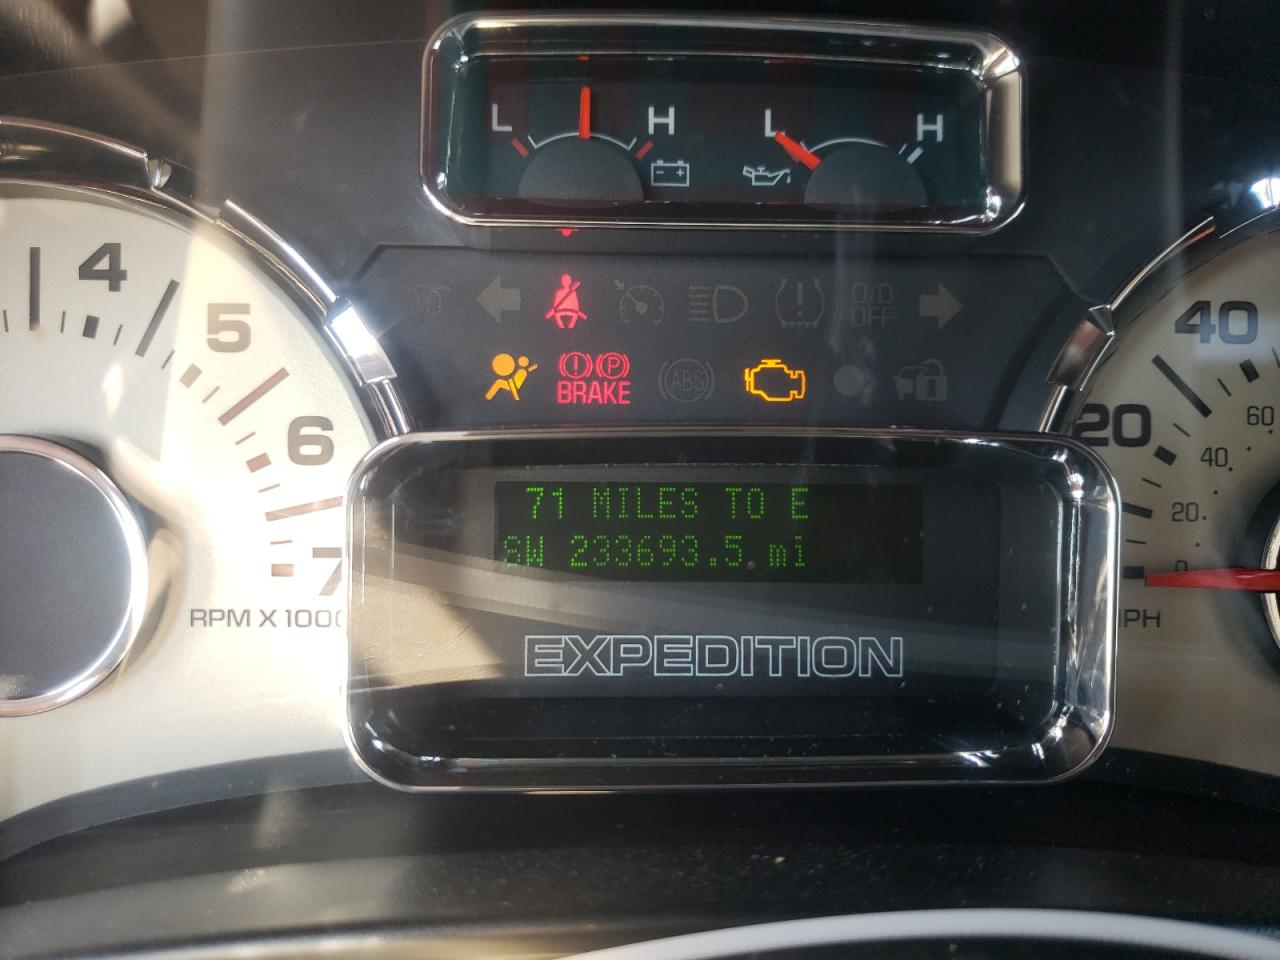 L H L H
4
5
6
7
RPM X 1000
O/D
OFF
BRAKE
ABS
P
71 MILES TO E
SW 233693.5 mi
EXPEDITION
40
20
60
40
20
0
MPH